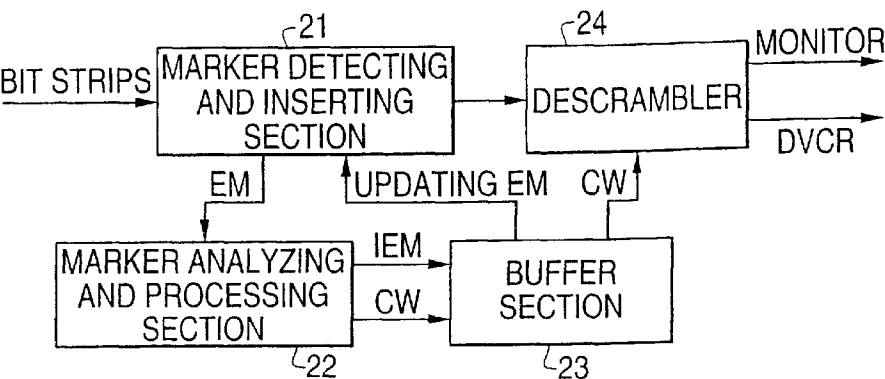 21
24
BIT STRIPS
MARKER DETECTING
AND INSERTING
SECTION
DESCRAMBLER
MONITOR
DVCR
EM
UPDATING EM
CW
MARKER ANALYZING
AND PROCESSING
SECTION
IEM
CW
BUFFER
SECTION
22
23